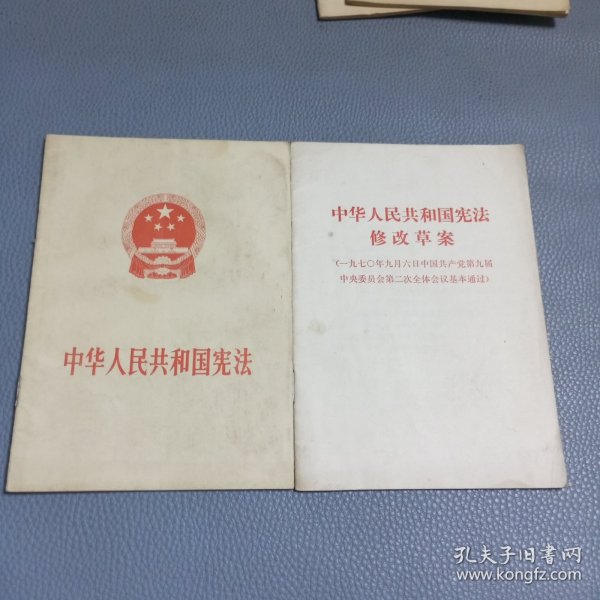 中华人民共和国宪法
中华人民共和国宪法
修改草案
(一九七〇年九月六日中国共产党第九届
中央委员会第二次全体会议基本通过)
孔夫子旧书网
www.kongfz.com